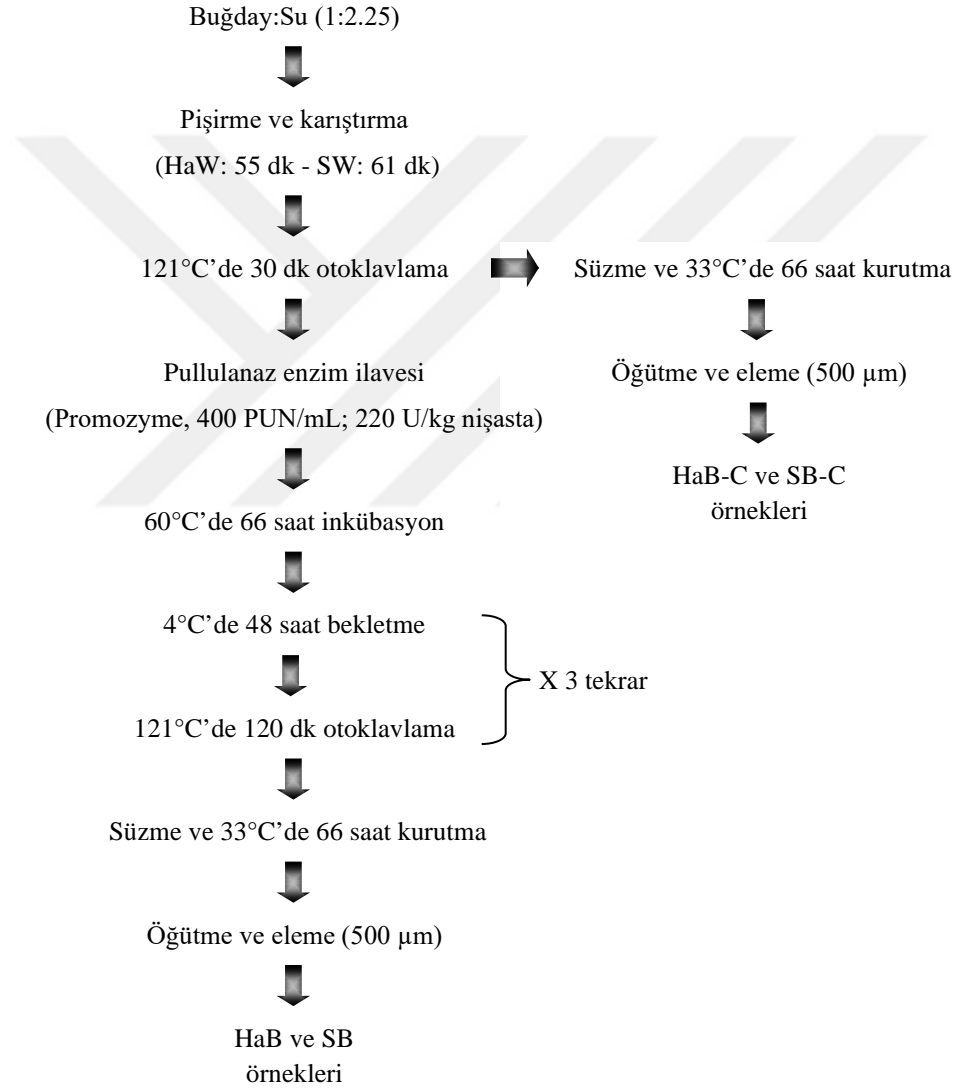 Buğday:Su (1:2.25)
Pişirme ve karıştırma
(HaW: 55 dk - SW: 61 dk)
121°C’de 30 dk otoklavlama
Pullulanaz enzim ilavesi
(Promozyme, 400 PUN/mL; 220 U/kg nişasta)
60°C’de 66 saat inkübasyon
4°C’de 48 saat bekletme
121°C’de 120 dk otoklavlama
X 3 tekrar
Süzme ve 33°C’de 66 saat kurutma
Öğütme ve eleme (500 µm)
HaB ve SB
örnekleri
Süzme ve 33°C’de 66 saat kurutma
Öğütme ve eleme (500 µm)
HaB-C ve SB-C
örnekleri